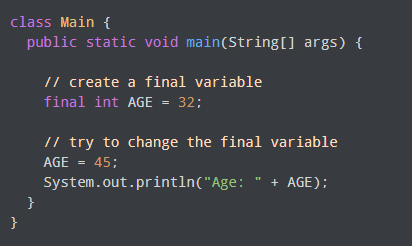 class Main {
  public static void main(String[] args) {

    // create a final variable
    final int AGE = 32;

    // try to change the final variable
    AGE = 45;
    System.out.println("Age: " + AGE);
  }
}